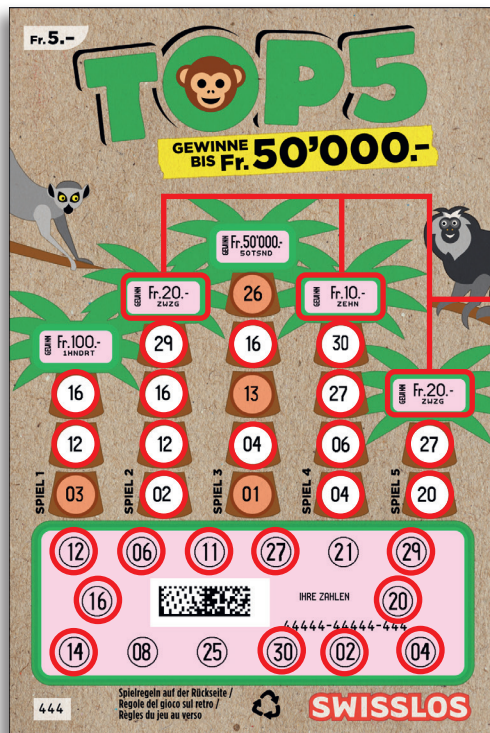 Fr. 5.-
TOP5
GEWINNE
BIS Fr. 50'000.-
GEWINN Fr.50'000.-
50TSND
GEWINN Fr.20.-
ZWZG
26
GEWINN Fr.10.-
ZEHN
GEWINN Fr.100.-
1HNDRT
29 16 30
GEWINN Fr.20.-
ZWZG
16 16 13 27
12 12 04 06 27
03 02 01 04 20
SPIEL 1 SPIEL 2 SPIEL 3 SPIEL 4 SPIEL 5
12 06 11 27 21 29
16 IHRE ZAHLEN 20
44444-44444-444
14 08 25 30 02 04
444
Spielregeln auf der Rückseite /
Regole del gioco sul retro /
Règles du jeu au verso
SWISSLOS